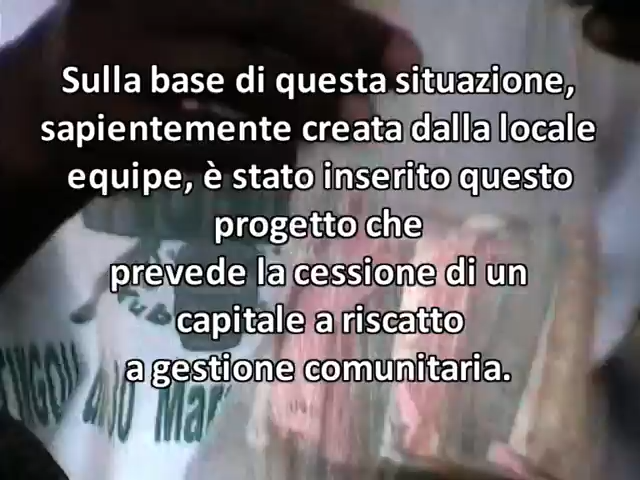 Sulla base di questa situazione,
sapientemente creata dalla locale
equipe, è stato inserito questo
progetto che
prevede la cessione di un
capitale a riscatto
a gestione comunitaria.